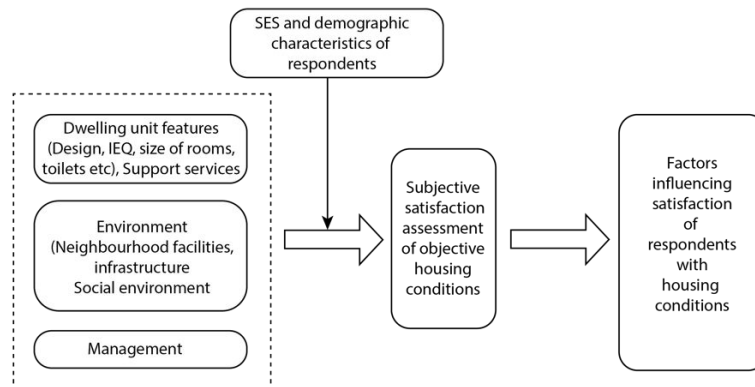 SES and demographic
characteristics of
respondents
Dwelling unit features
(Design, IEQ, size of rooms,
toilets etc), Support services
Environment
(Neighbourhood facilities,
infrastructure
Social environment
Management
Subjective
satisfaction
assessment
of objective
housing
conditions
Factors
influencing
satisfaction
of
respondents
with
housing
conditions